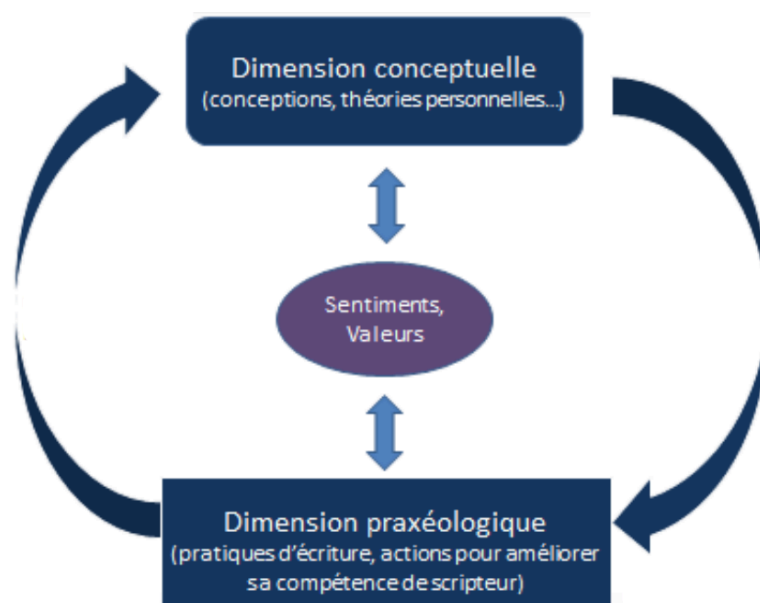 Dimension conceptuelle
(conceptions, théories personnelles...)
Sentiments,
Valeurs
Dimension praxéologique
(pratiques d'écriture, actions pour améliorer
sa compétence de scripteur)